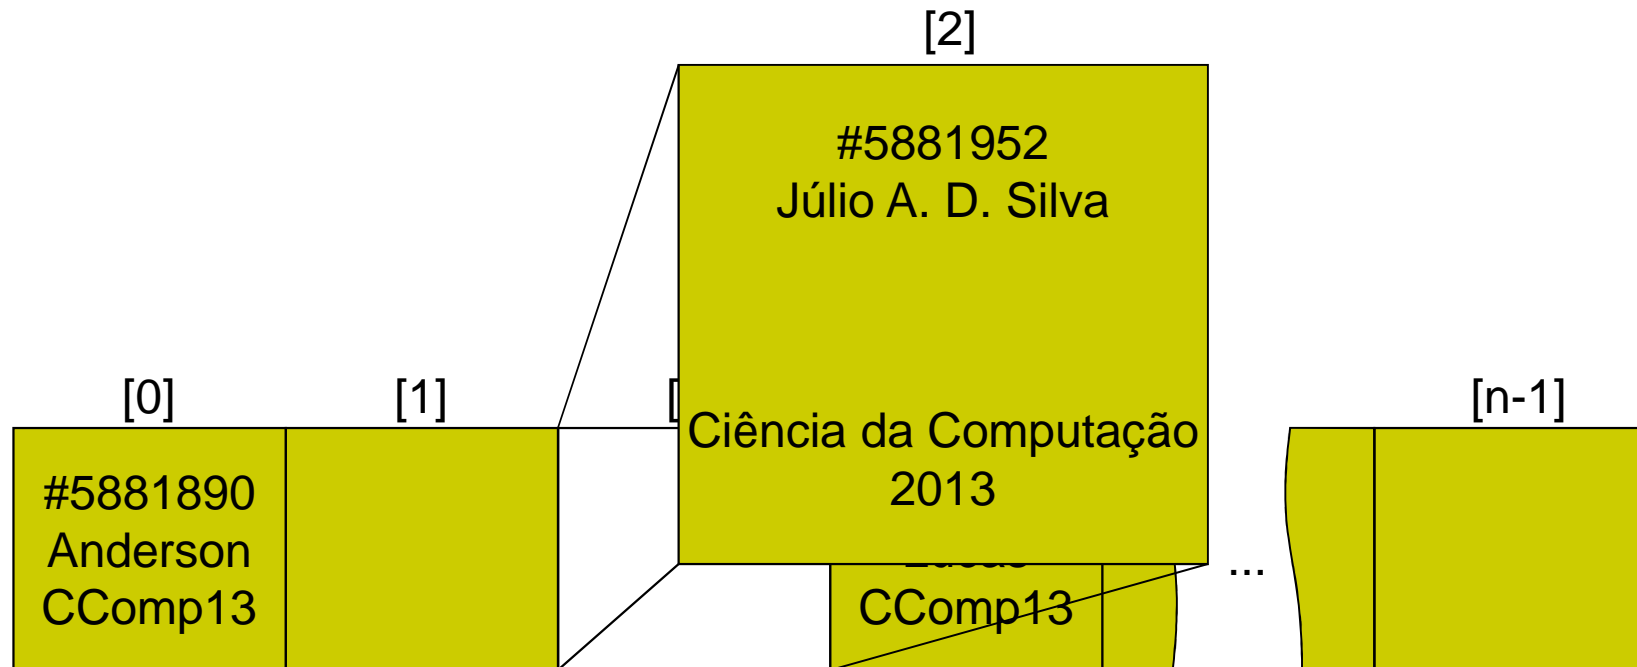 [2]
#5881952
Júlio A. D. Silva
Ciência da Computação
2013
[0]
[1]
[
[n-1]
#5881890
Anderson
CComp13
CComp13
...